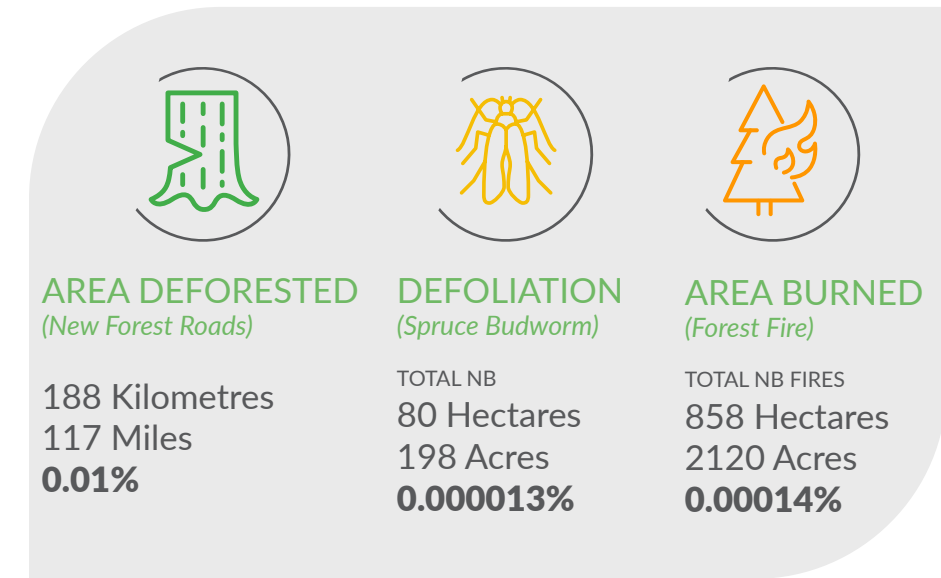 AREA DEFORESTED
(New Forest Roads)
188 Kilometres
117 Miles
0.01%
DEFOLIATION
(Spruce Budworm)
TOTAL NB
80 Hectares
198 Acres
0.000013%
AREA BURNED
(Forest Fire)
TOTAL NB FIRES
858 Hectares
2120 Acres
0.00014%